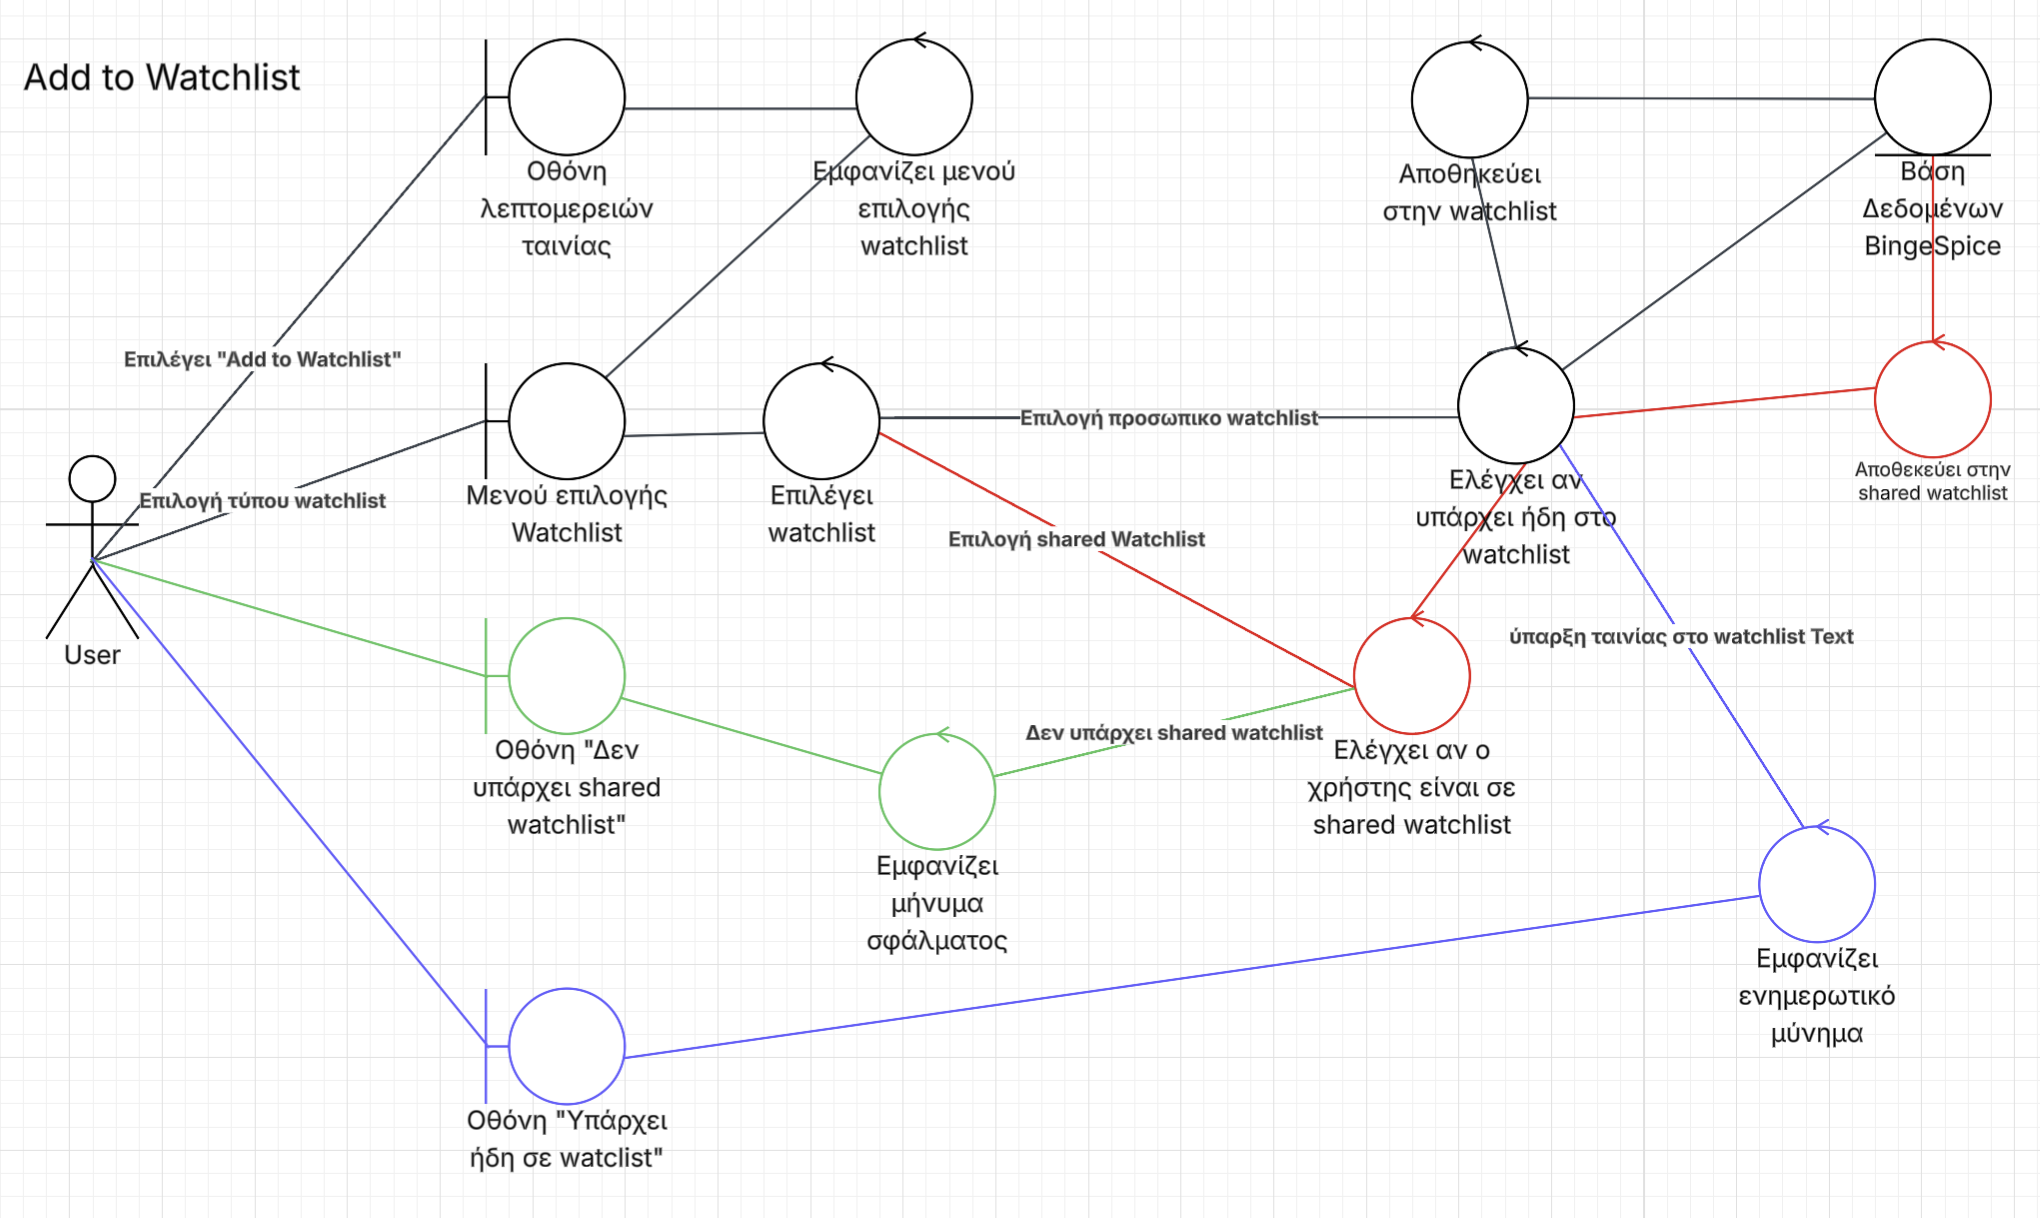 Add to Watchlist
Οθόνη
λεπτομερειών
ταινίας
Εμφανίζει μενού
επιλογής
watchlist
Αποθηκεύει
στην watchlist
Βάση
Δεδομένων
BingeSpice
Επιλέγει "Add to Watchlist"
Επιλογή τύπου watchlist
Μενού επιλογής
Watchlist
Επιλέγει
watchlist
Επιλογή προσωπικο watchlist
Ελέγχει αν
υπάρχει ήδη στο
watchlist
Αποθεκεύει στην
shared watchlist
Επιλογή shared Watchlist
User
ύπαρξη ταινίας στο watchlist Text
Οθόνη "Δεν
υπάρχει shared
watchlist"
Δεν υπάρχει shared watchlist
Ελέγχει αν ο
χρήστης είναι σε
shared watchlist
Εμφανίζει
μήνυμα
σφάλματος
Εμφανίζει
ενημερωτικό
μύνημα
Οθόνη "Υπάρχει
ήδη σε watclist"